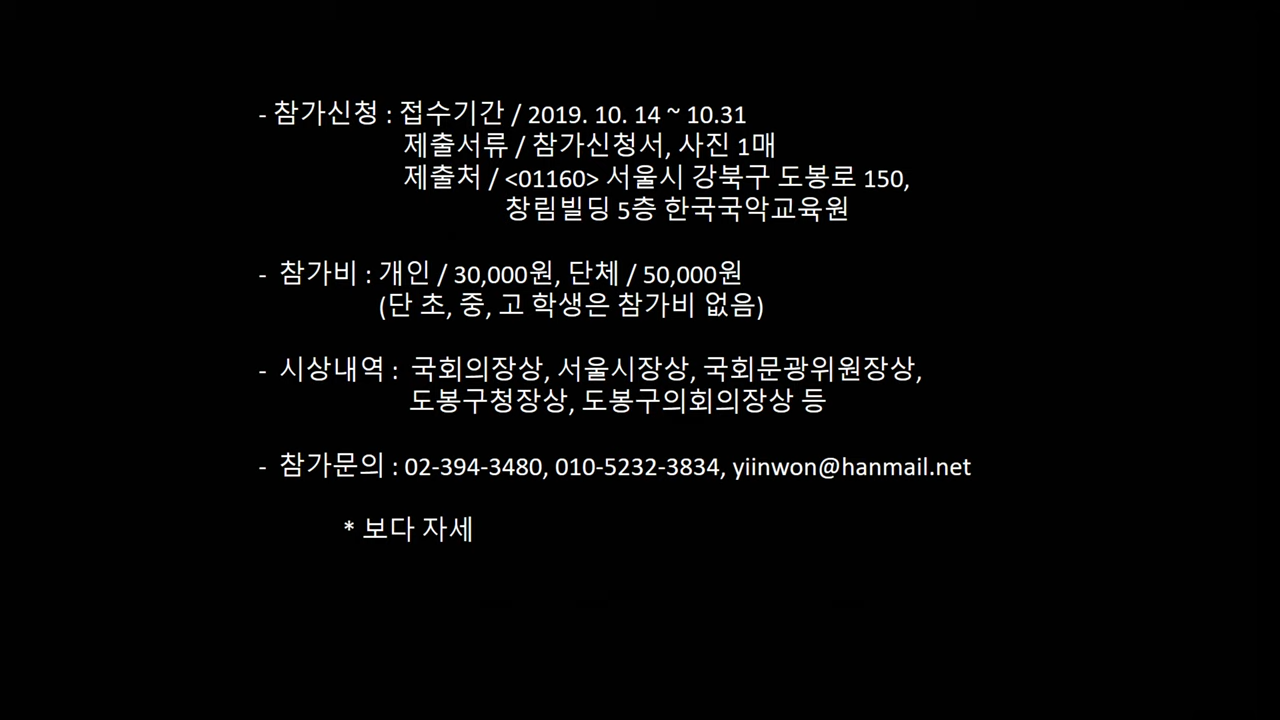 - 참가신청 : 접수기간 / 2019. 10. 14 ~ 10.31
제출서류 / 참가신청서, 사진 1매
제출처 / <01160> 서울시 강북구 도봉로 150,
창림빌딩 5층 한국국악교육원
- 참가비 : 개인 / 30,000원, 단체 / 50,000원
(단 초, 중, 고 학생은 참가비 없음)
- 시상내역 : 국회의장상, 서울시장상, 국회문광위원장상,
도봉구청장상, 도봉구의회의장상 등
- 참가문의 : 02-394-3480, 010-5232-3834, yiinwon@hanmail.net
* 보다 자세